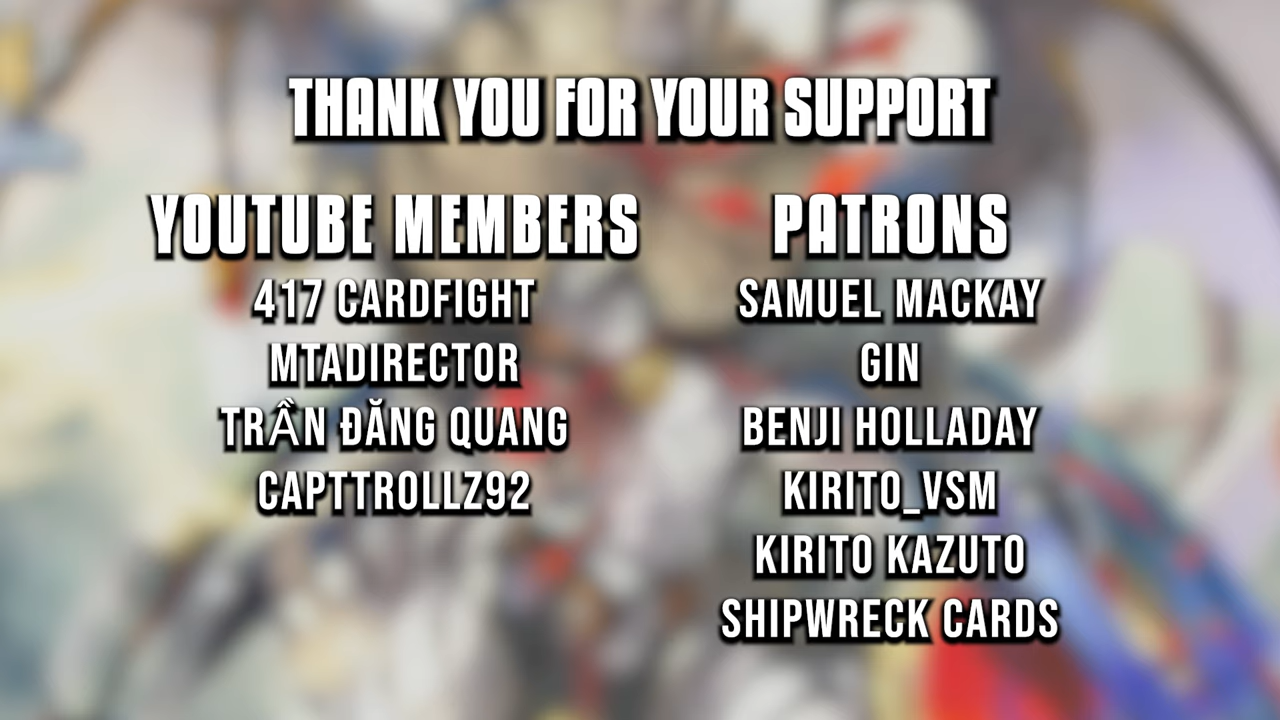 THANK YOU FOR YOUR SUPPORT
YOUTUBE MEMBERS
417 CARDFIGHT
MTADIRECTOR
TRẦN ĐĂNG QUANG
CAPTTROLLZ92
PATRONS
SAMUEL MACKAY
GIN
BENJI HOLLADAY
KIRITO_VSM
KIRITO KAZUTO
SHIPWRECK CARDS